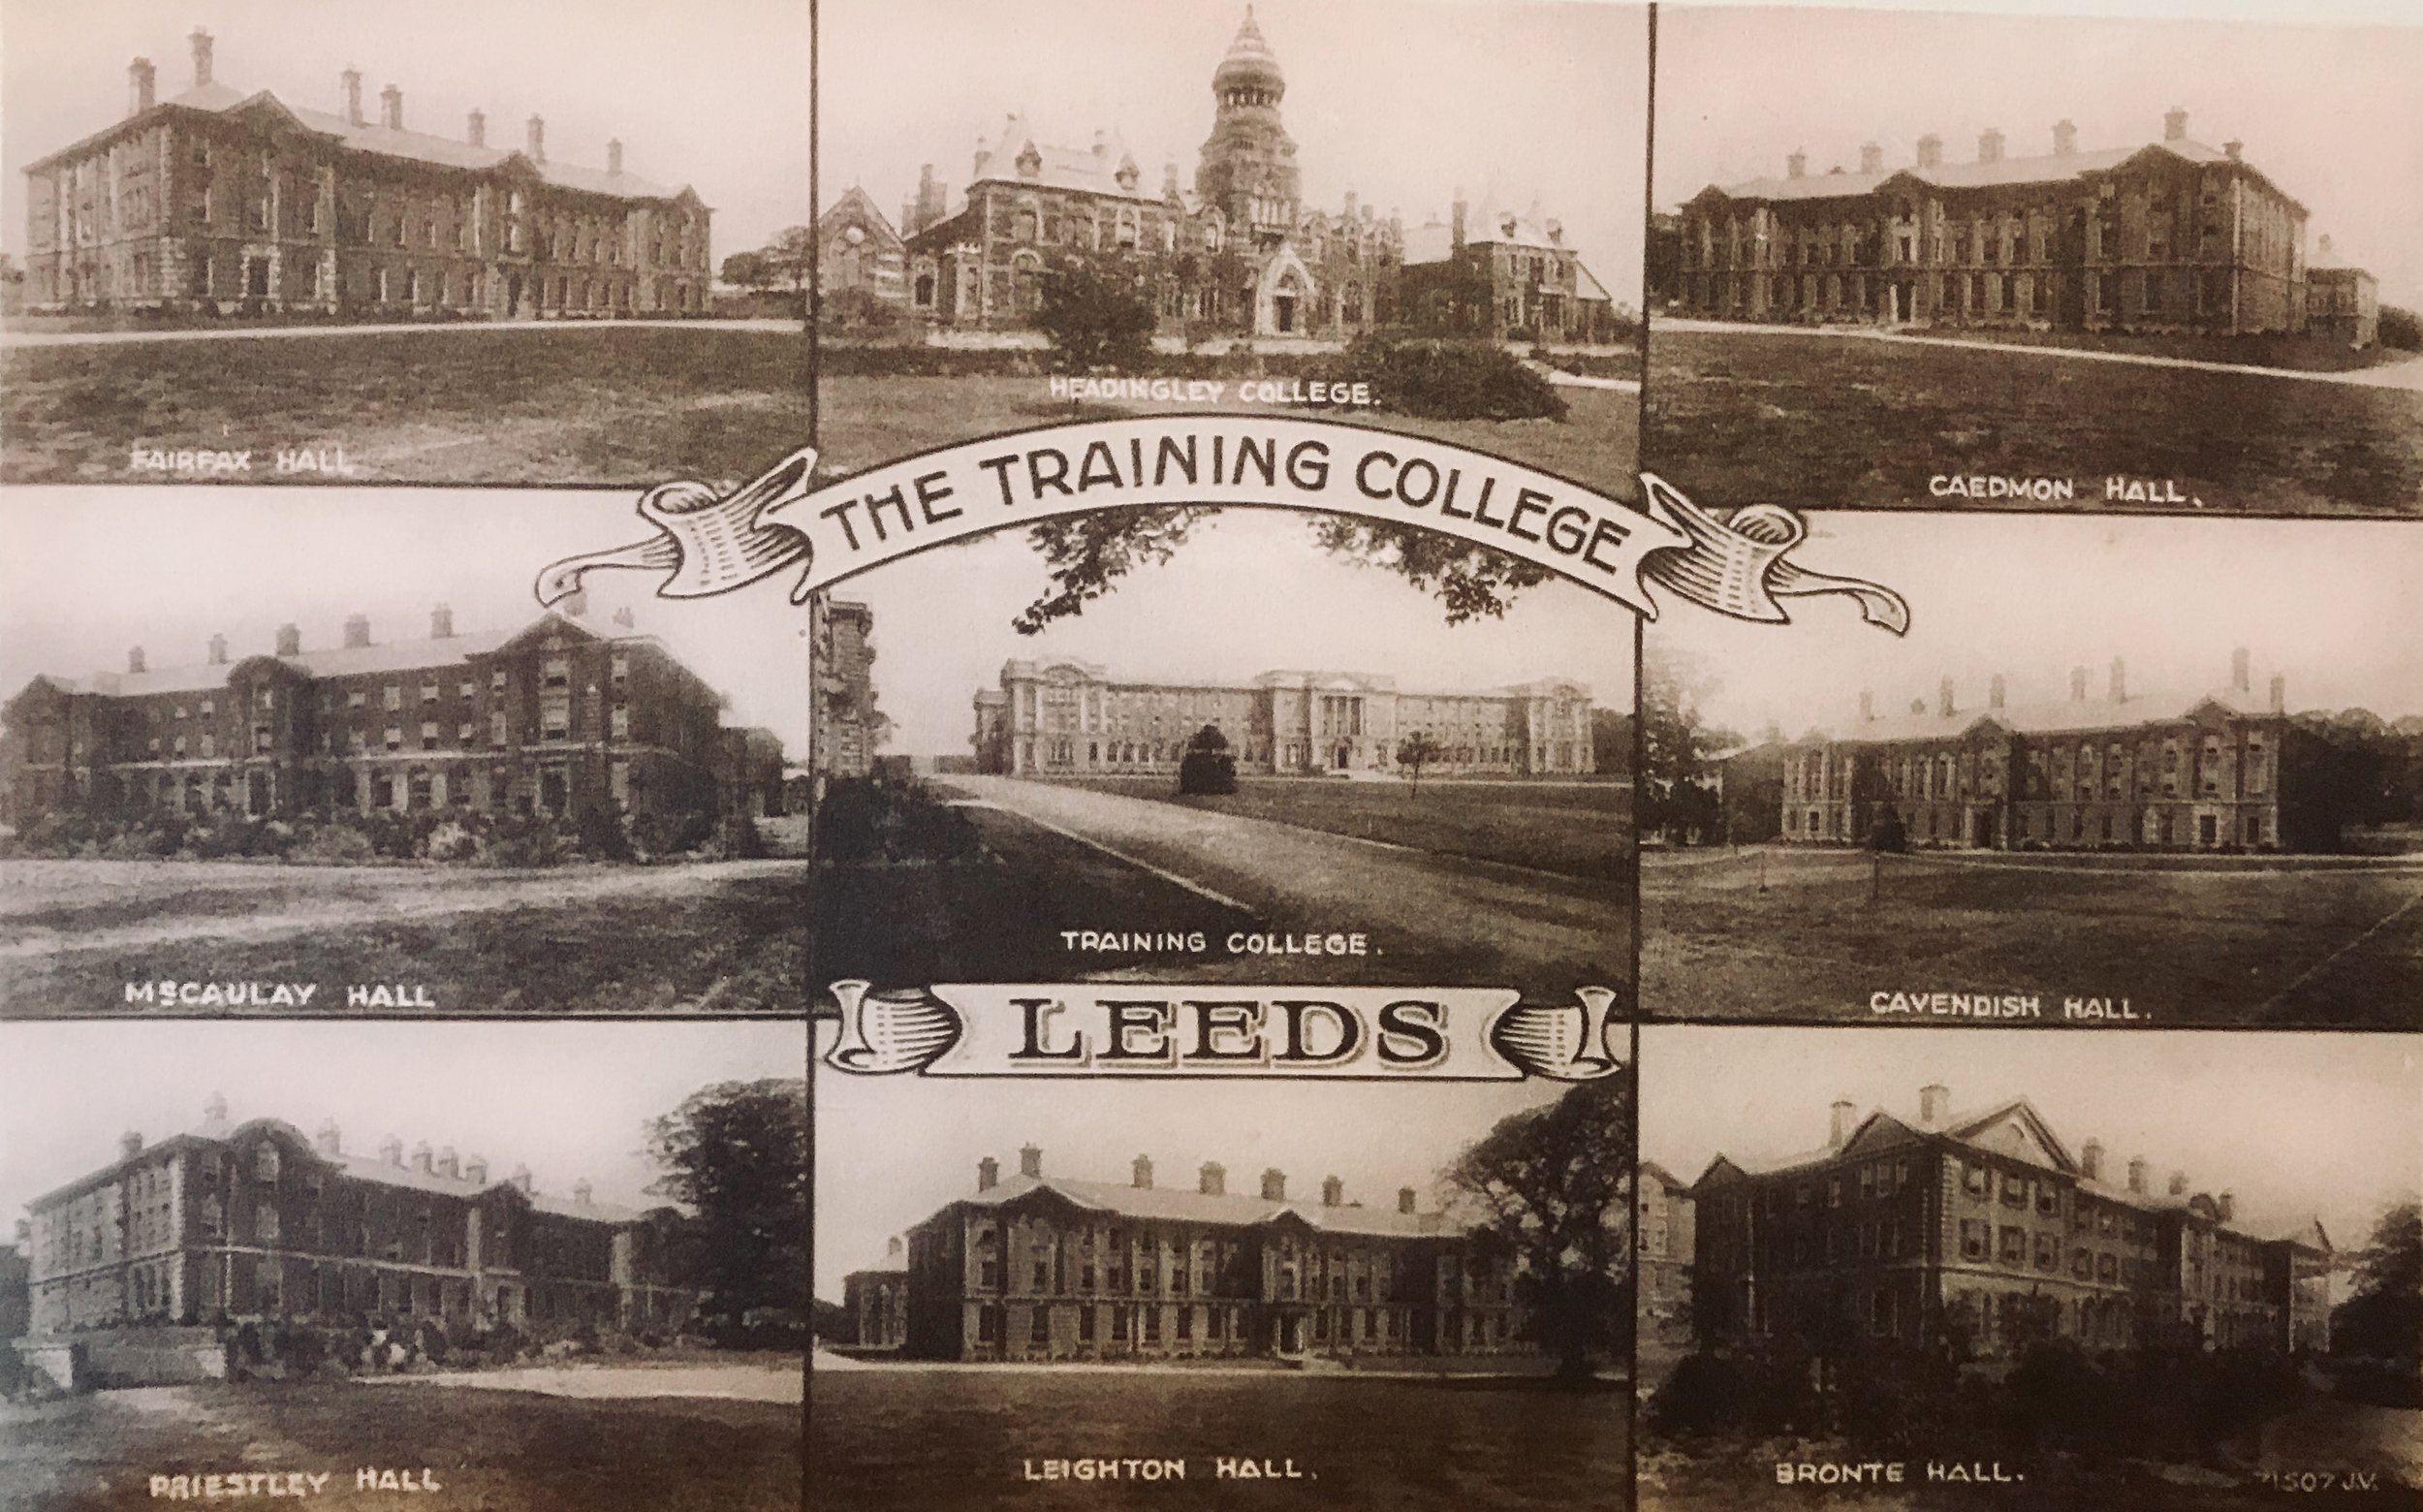 FAIRFAX HALL
HEADINGLEY COLLEGE.
CAEDMON HALL.
THE TRAINING COLLEGE
MCCAULAY HALL
TRAINING COLLEGE.
CAVENDISH HALL.
LEEDS
PRIESTLEY HALL
LEIGHTON HALL.
BRONTE HALL.
71507 J.V.